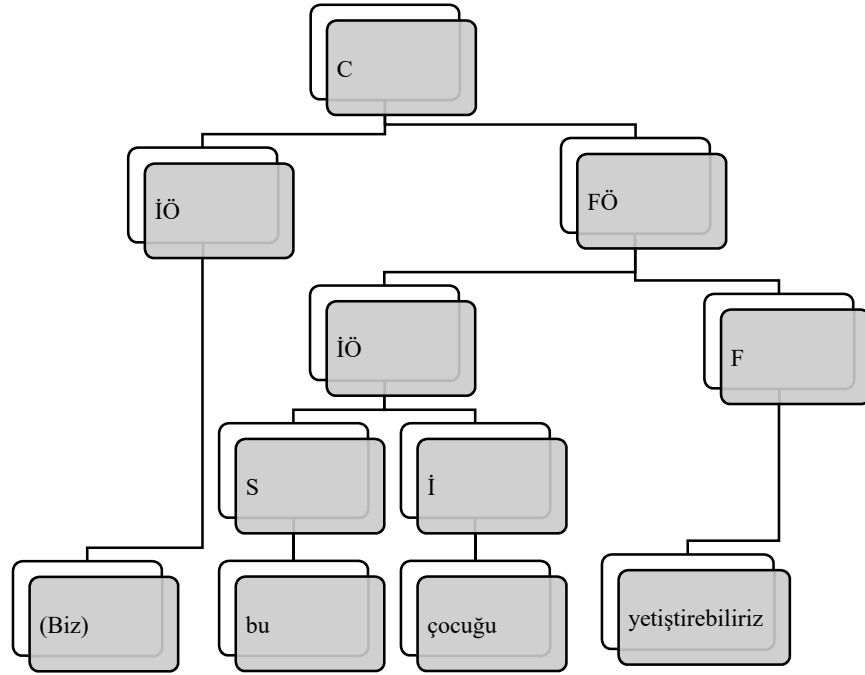 C
İÖ
FÖ
İÖ
F
S
İ
(Biz)
bu
çocuğu
yetiştirebiliriz